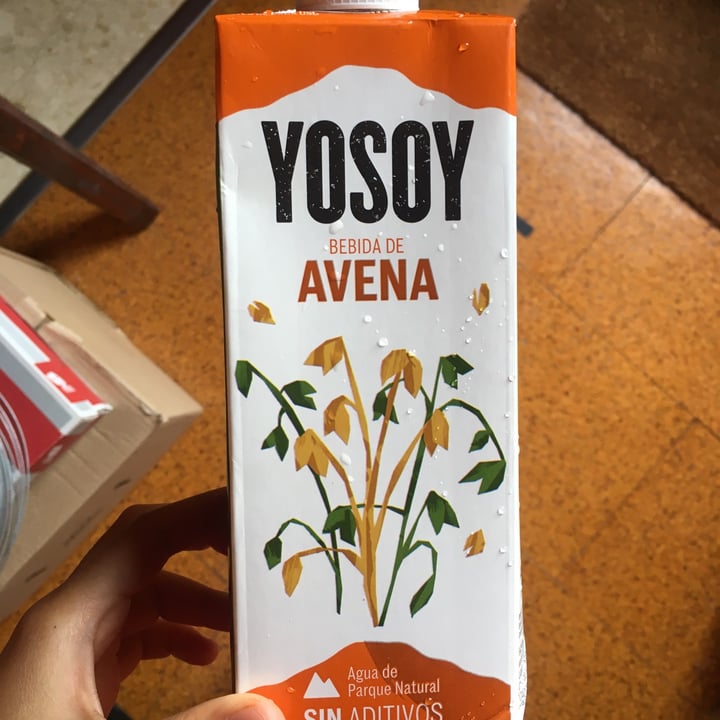 YOSOY
BEBIDA DE
AVENA
Agua de
Parque Natural
SIN ADITIVOS